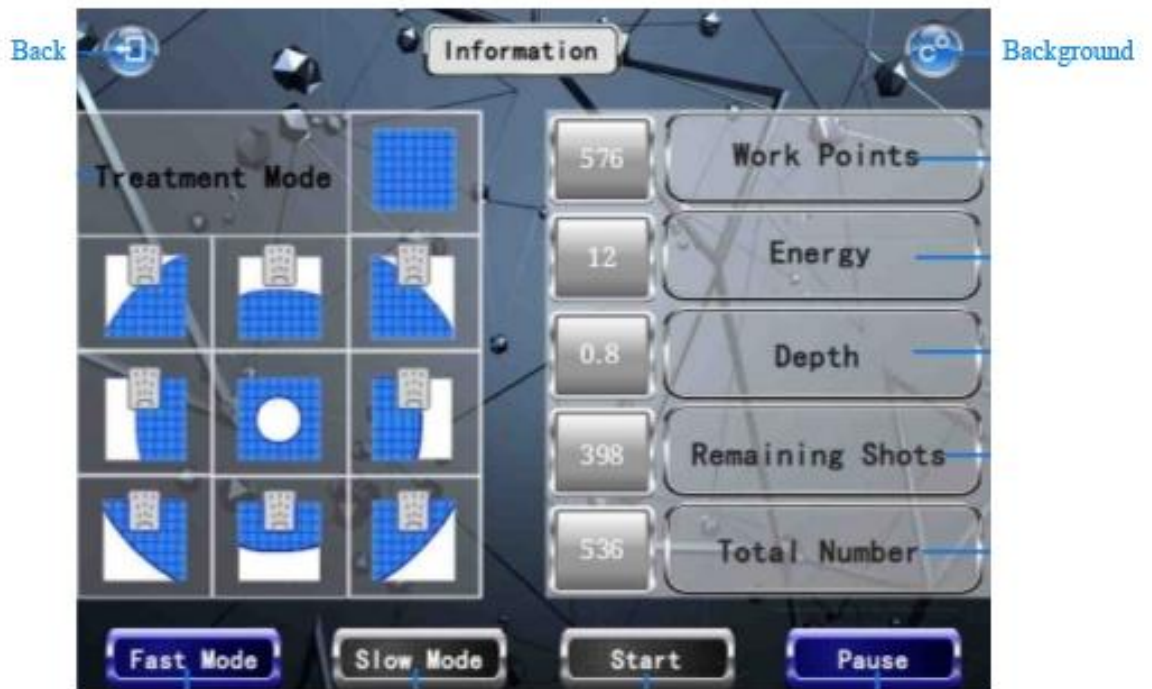 Back
Information
Background
Treatment Mode
576
Work Points
12
Energy
0.8
Depth
398
Remaining Shots
536
Total Number
Fast Mode
Slow Mode
Start
Pause